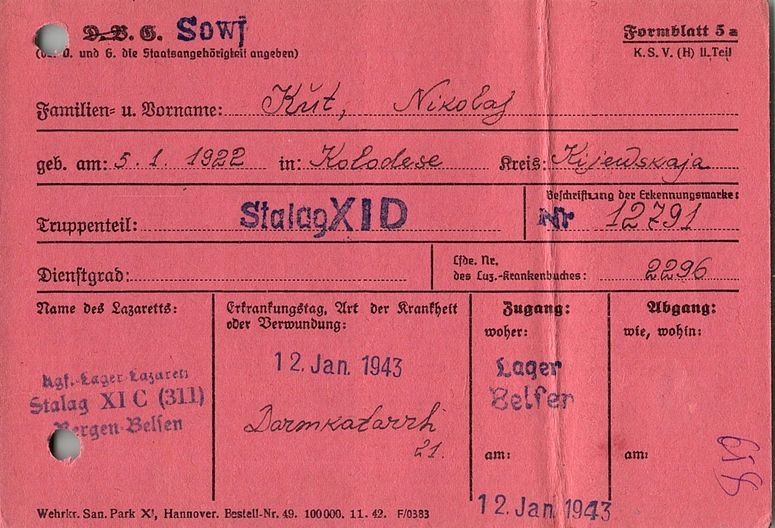 D.B.G. Sowj
Formblatt 5a
(bei D. und G. die Staatsangehörigkeit angeben)
K. S. V. (H) II. Teil
Familien= u. Vorname: Kŭt, Nikolaj
geb. am: 5. 1. 1922 in: Kolodese Kreis: Kijewskaja
Beschriftung der Erkennungsmarke:
Truppenteil: Stalag XI D Nr 12791
Dienstgrad:
Lfde. Nr.
des Laz.-Krankenbuches: 2296
Name des Lazaretts:
Kgf.-Lager-Lazarett
Stalag XI C (311)
Bergen-Belsen
Erkrankungstag, Art der Krankheit
oder Verwundung:
12. Jan. 1943
Darmkatarrh
21.
Zugang:
woher:
Lager
Belsen
am:
12. Jan. 1943
Abgang:
wie, wohin:
am:
Wehrkr. San. Park XI, Hannover. Bestell-Nr. 49. 100000. 11. 42. F/0383